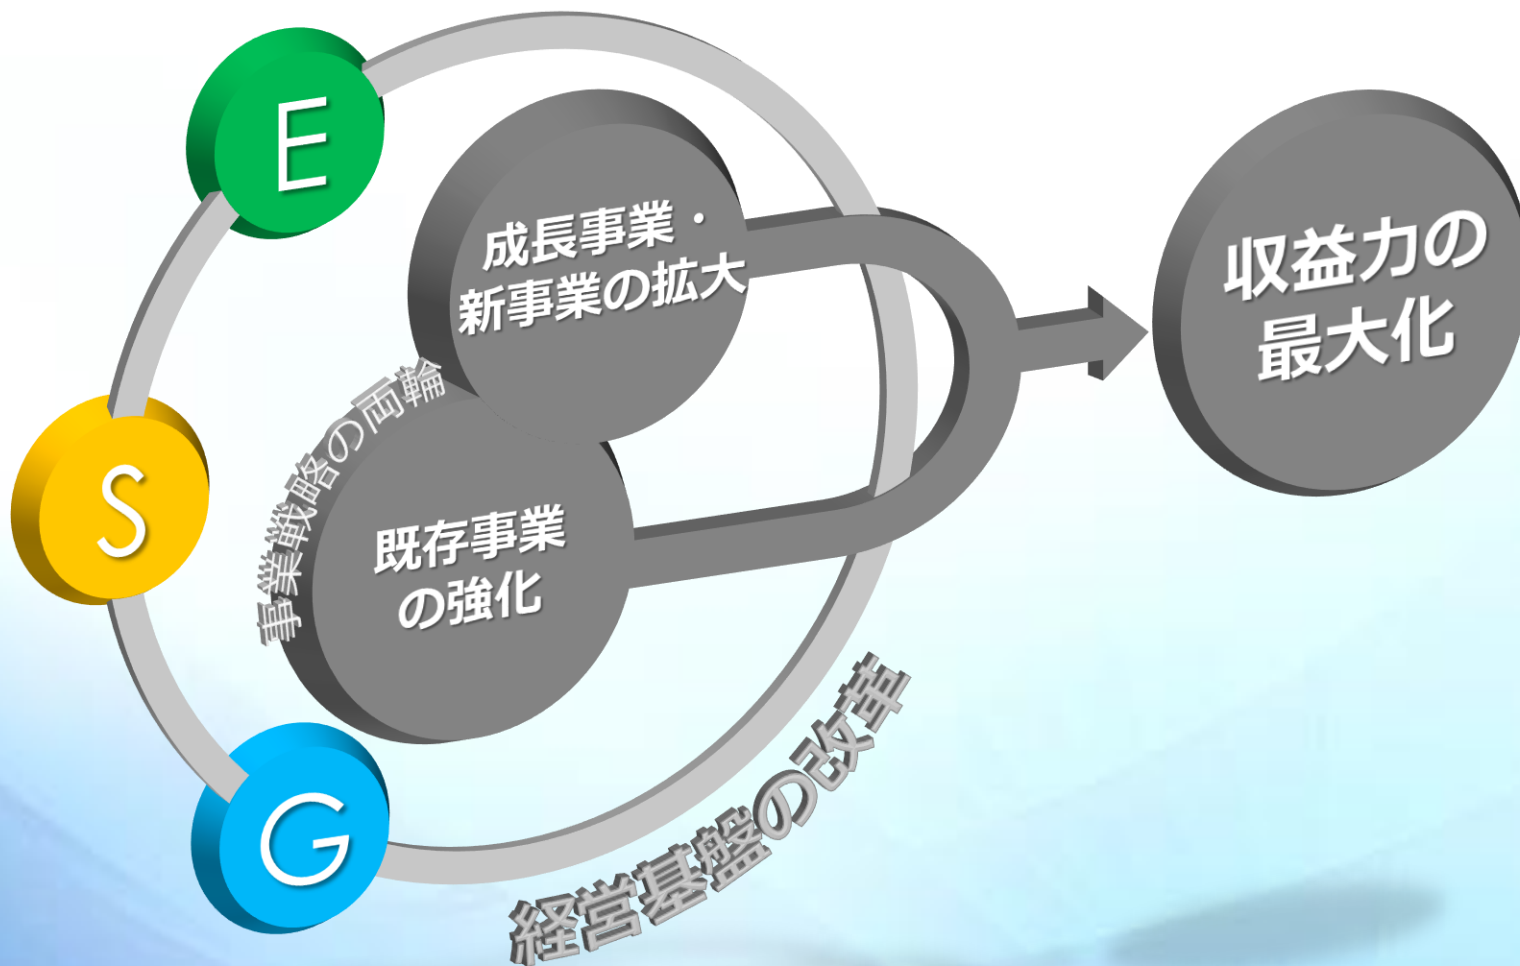 E
S
G
成長事業・
新事業の拡大
事業戦略の両輪
既存事業
の強化
経営基盤の改革
収益力の
最大化